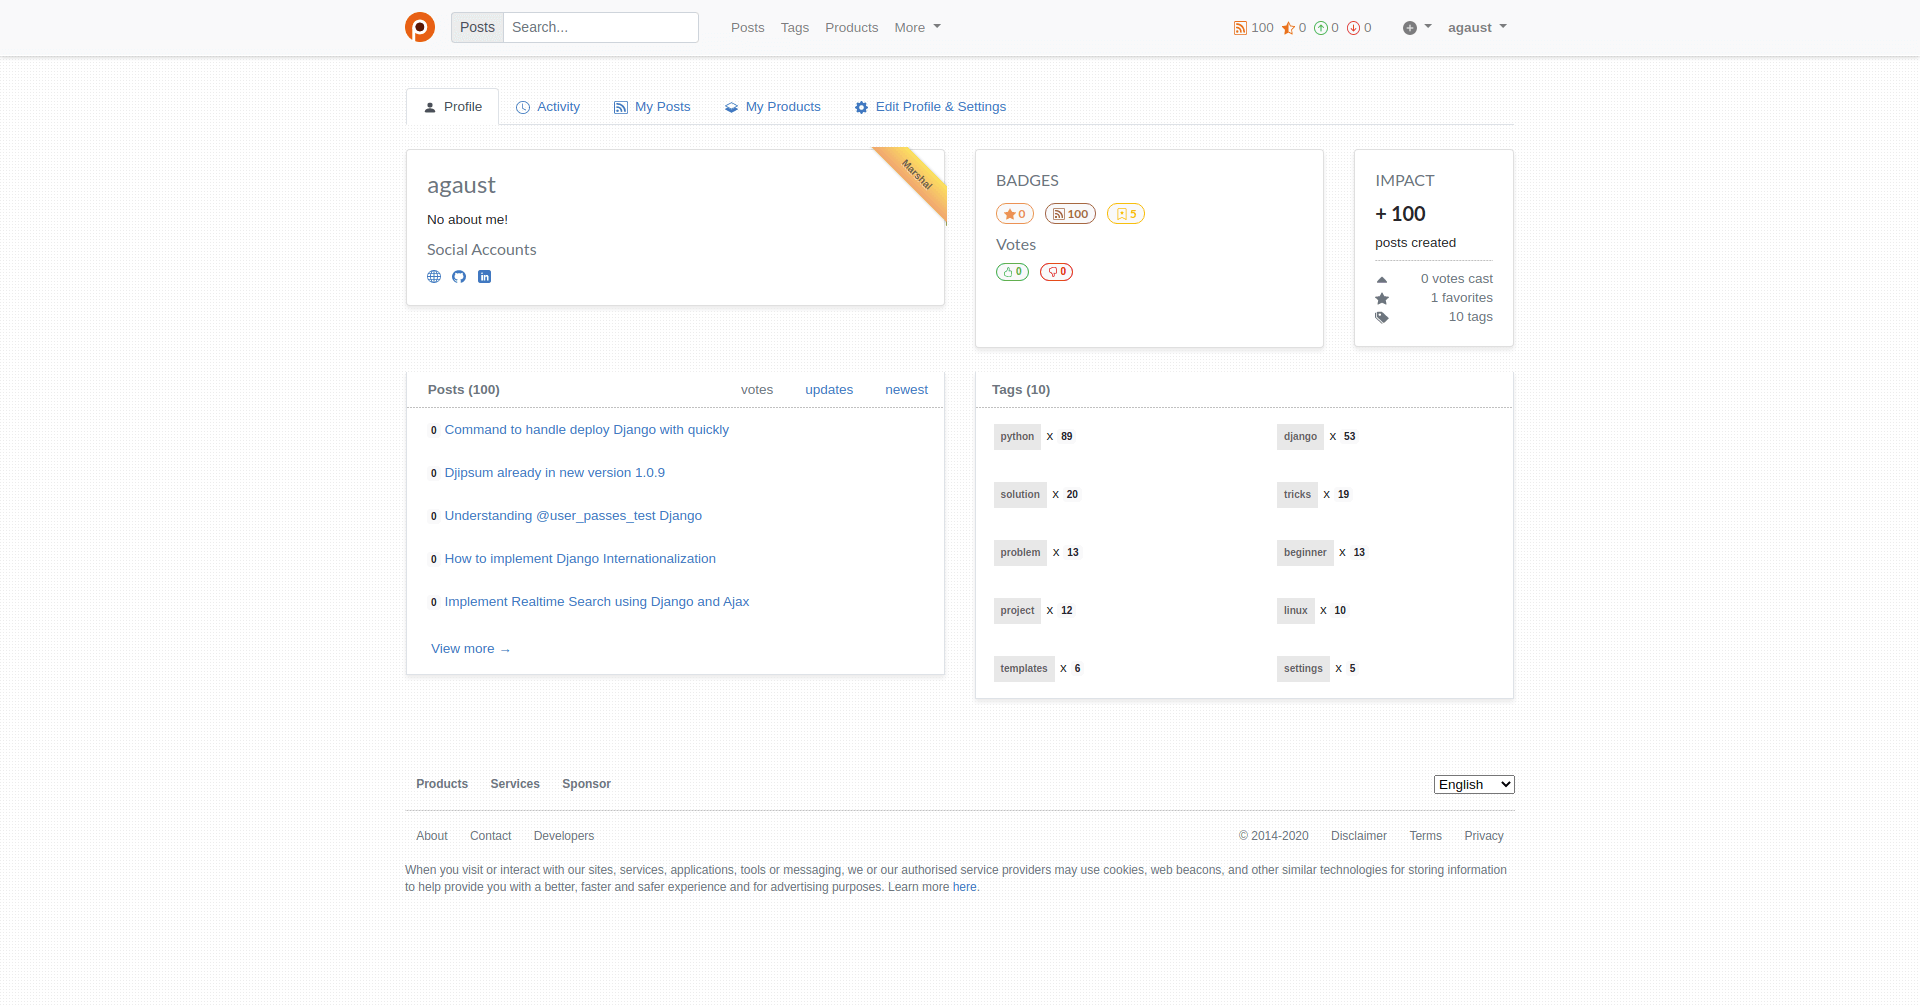 Posts Search... Posts Tags Products More 100 0 0 0 agaust
Profile Activity My Posts My Products Edit Profile & Settings
agaust
Marshal
No about me!
Social Accounts
BADGES
0 100 5
Votes
0 0
IMPACT
+ 100
posts created
0 votes cast
1 favorites
10 tags
Posts (100) votes updates newest
0 Command to handle deploy Django with quickly
0 Djipsum already in new version 1.0.9
0 Understanding @user_passes_test Django
0 How to implement Django Internationalization
0 Implement Realtime Search using Django and Ajax
View more →
Tags (10)
python x 89 django x 53
solution x 20 tricks x 19
problem x 13 beginner x 13
project x 12 linux x 10
templates x 6 settings x 5
Products Services Sponsor English
About Contact Developers © 2014-2020 Disclaimer Terms Privacy
When you visit or interact with our sites, services, applications, tools or messaging, we or our authorised service providers may use cookies, web beacons, and other similar technologies for storing information
to help provide you with a better, faster and safer experience and for advertising purposes. Learn more here.